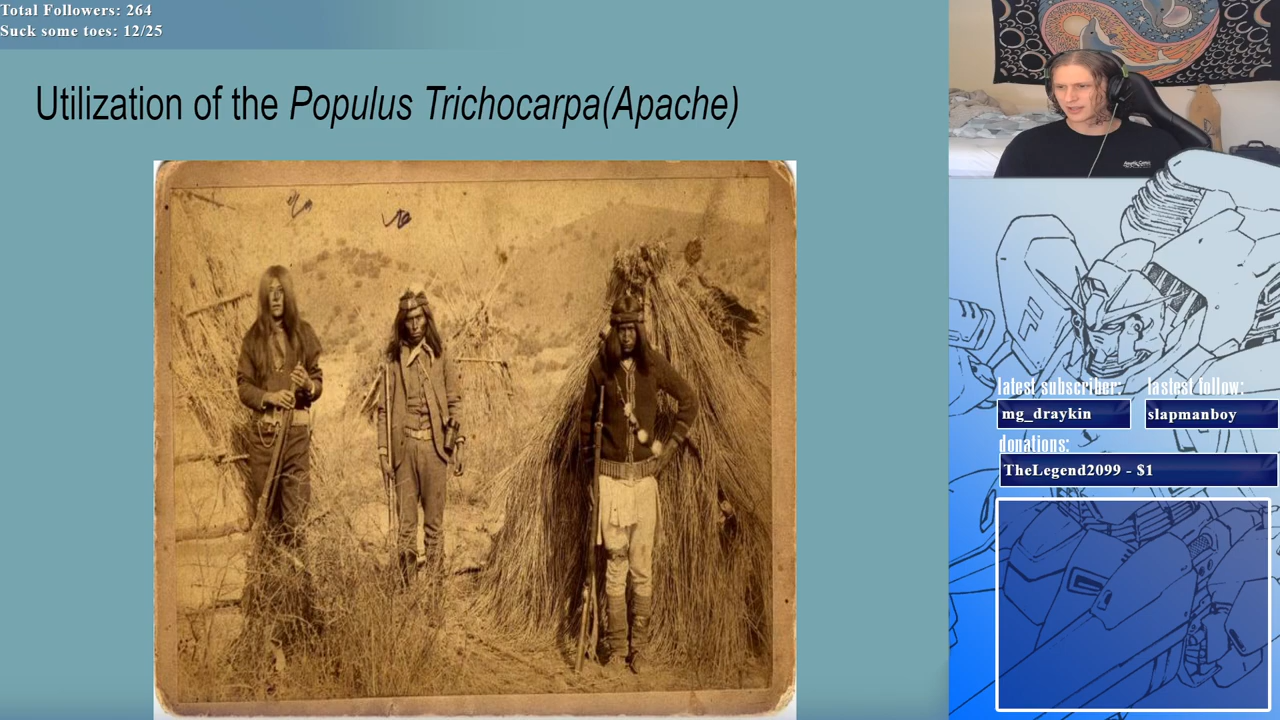 Total Followers: 264
Suck some toes: 12/25
Utilization of the Populus Trichocarpa(Apache)
latest subscriber:
lastest follow:
mg_draykin
slapmanboy
donations:
TheLegend2099 - $1